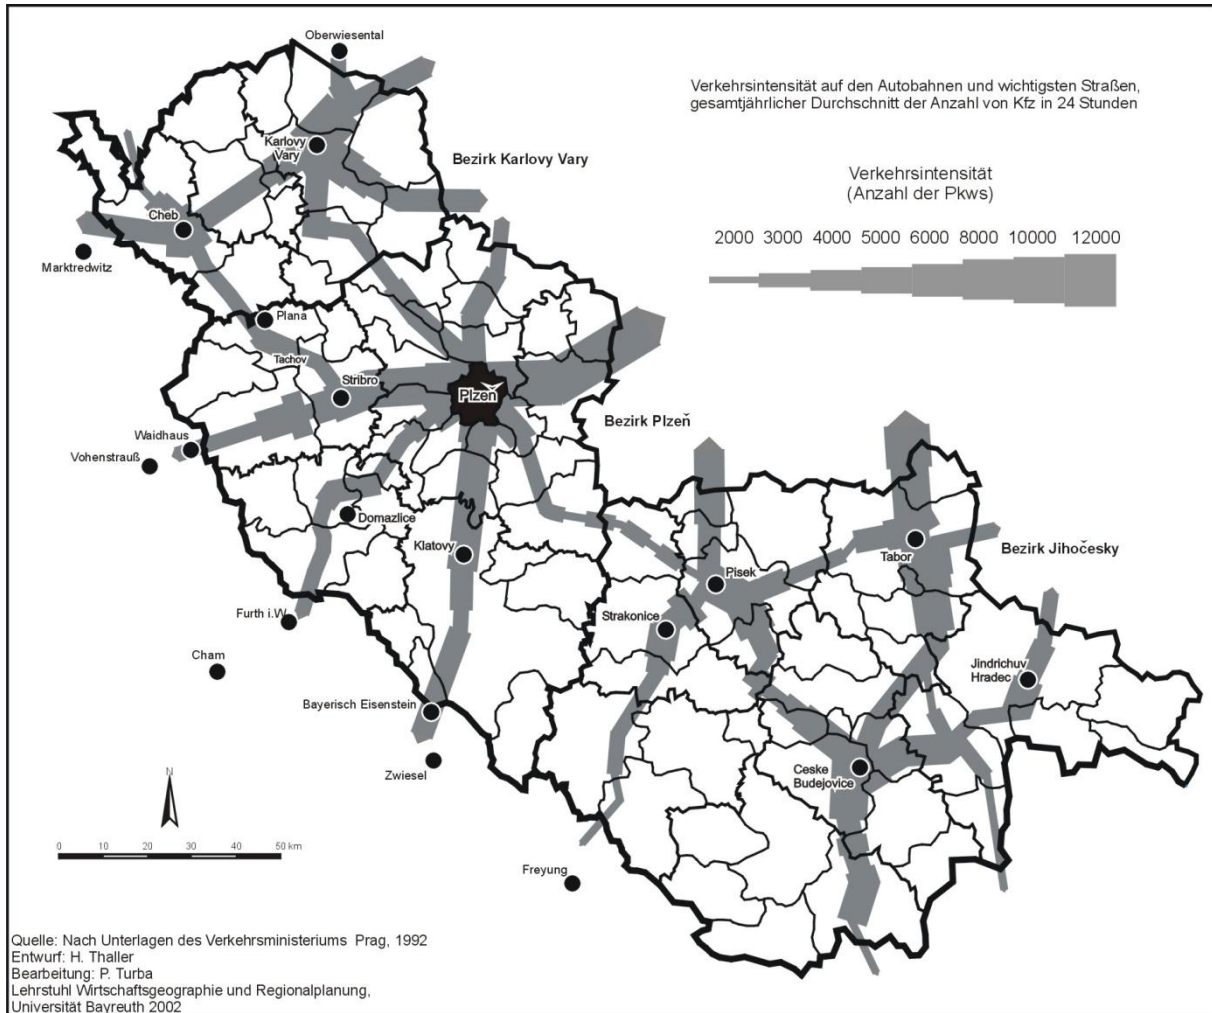 Oberwiesental
Verkehrsintensität auf den Autobahnen und wichtigsten Straßen,
gesamtjährlicher Durchschnitt der Anzahl von Kfz in 24 Stunden
Karlovy
Vary
Bezirk Karlovy Vary
Verkehrsintensität
(Anzahl der Pkws)
2000 3000 4000 5000 6000 8000 10000 12000
Cheb
Marktredwitz
Plana
Tachov
Stribro
Plzeň
Bezirk Plzeň
Waidhaus
Vohenstrauß
Domazlice
Klatovy
Tabor
Bezirk Jihočesky
Pisek
Furth i.W.
Strakonice
Cham
Jindrichuv
Hradec
Bayerisch Eisenstein
Zwiesel
Ceske
Budejovice
N
0 10 20 30 40 50 km
Freyung
Quelle: Nach Unterlagen des Verkehrsministeriums Prag, 1992
Entwurf: H. Thaller
Bearbeitung: P. Turba
Lehrstuhl Wirtschaftsgeographie und Regionalplanung,
Universität Bayreuth 2002